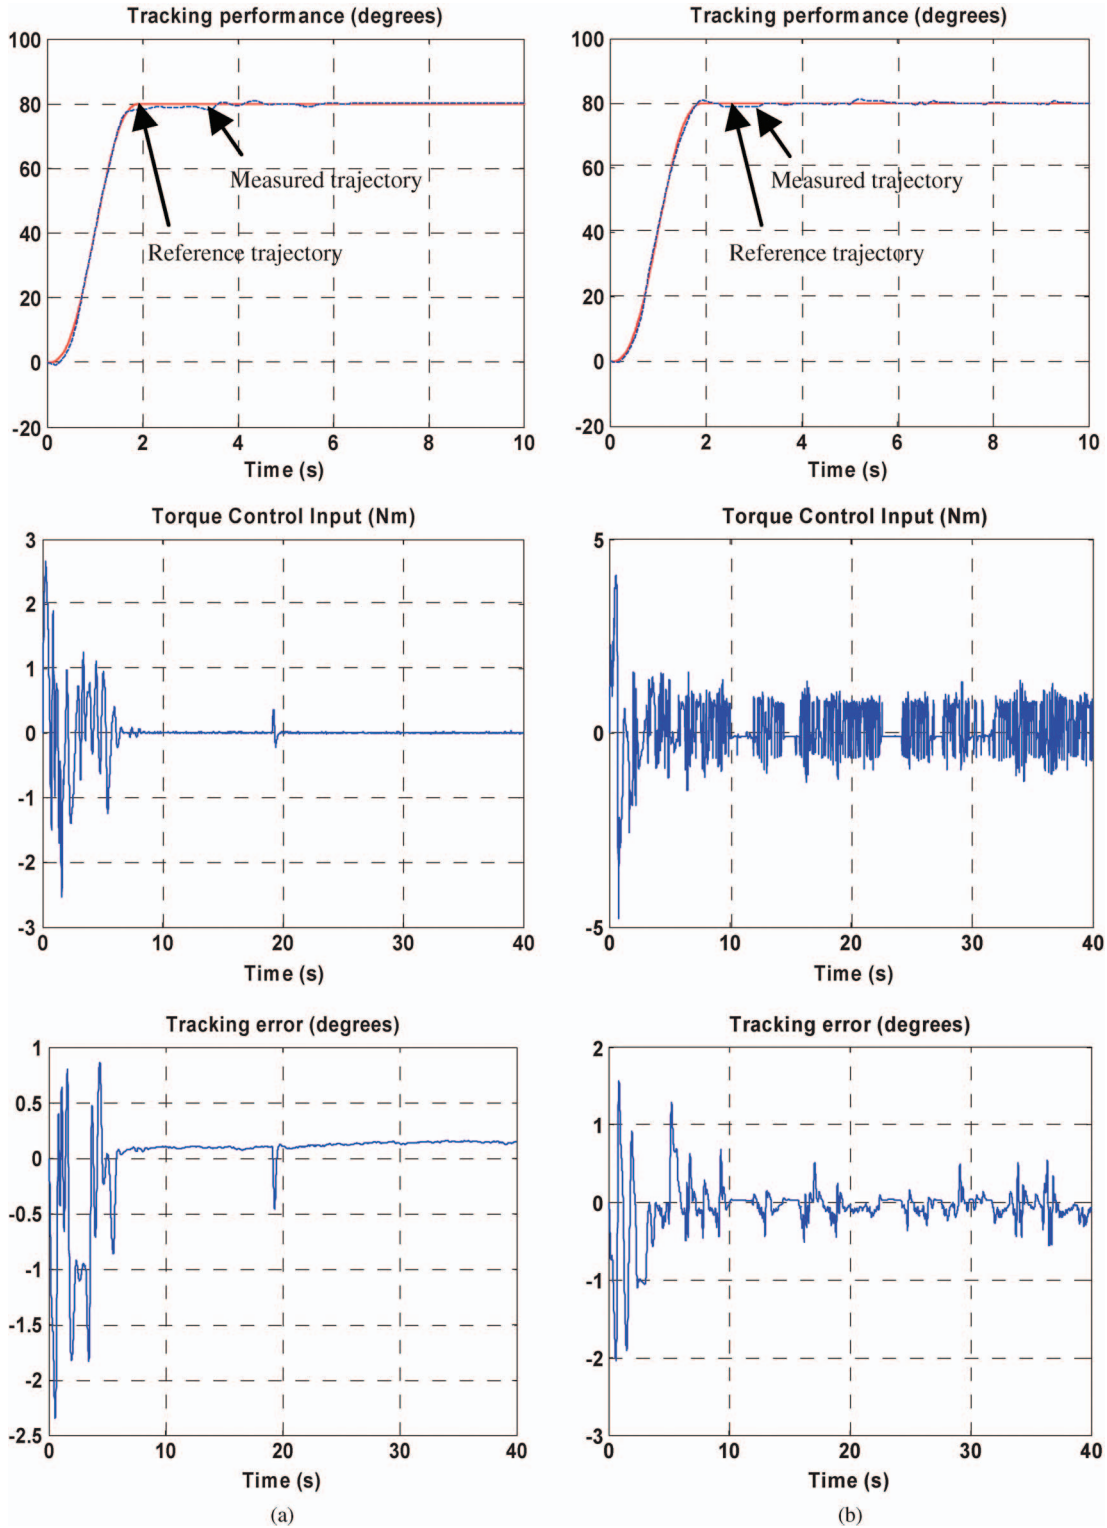 Tracking performance (degrees)
100
80
60
40
20
0
-20
0 2 4 6 8 10
Time (s)
Measured trajectory
Reference trajectory
Tracking performance (degrees)
100
80
60
40
20
0
-20
0 2 4 6 8 10
Time (s)
Measured trajectory
Reference trajectory
Torque Control Input (Nm)
3
2
1
0
-1
-2
-3
0 10 20 30 40
Time (s)
Torque Control Input (Nm)
5
0
-5
0 10 20 30 40
Time (s)
Tracking error (degrees)
1
0.5
0
-0.5
-1
-1.5
-2
-2.5
0 10 20 30 40
Time (s)
(a)
Tracking error (degrees)
2
1
0
-1
-2
-3
0 10 20 30 40
Time (s)
(b)